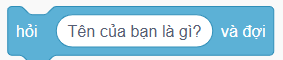 hỏi Tên của bạn là gì? và đợi